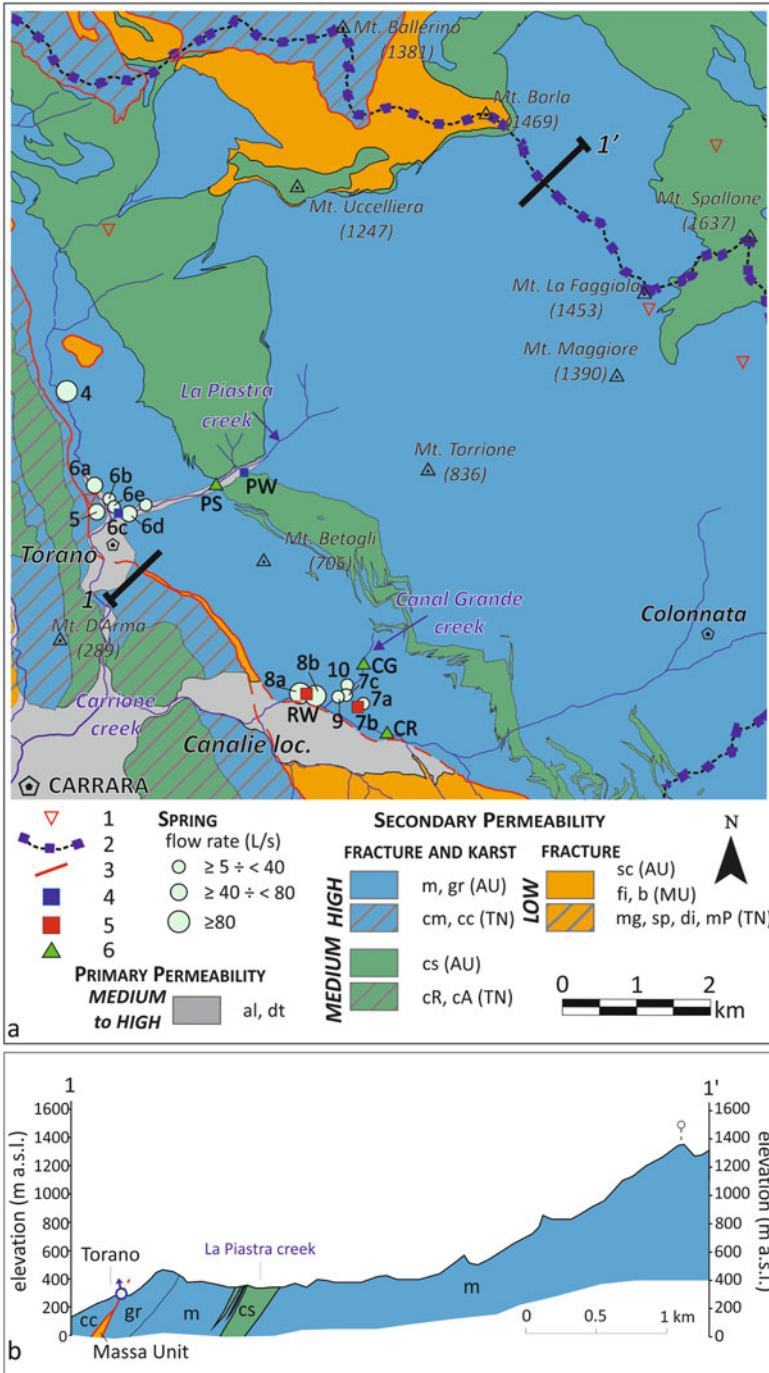 Mt. Ballerino
(1381)
Mt. Borla
(1469)
1'
Mt. Spallone
(1637)
Mt. Uccelliera
(1247)
Mt. La Faggiola
(1453)
Mt. Maggiore
(1390)
4
La Piastra
creek
Mt. Torrione
(836)
6a
6b
6e
PS
PW
5
6c
6d
Torano
Mt. Betogli
(705)
1
Canal Grande
creek
Colonnata
Mt. D'Arma
(289)
8b
10
CG
8a
7c
7a
Carrione
creek
RW
9
7b
CR
Canalie loc.
CARRARA
1
2
3
4
5
6
SPRING
flow rate (L/s)
≥ 5 ÷ < 40
≥ 40 ÷ < 80
≥80
PRIMARY PERMEABILITY
MEDIUM
to HIGH
al, dt
SECONDARY PERMEABILITY
FRACTURE AND KARST
HIGH
m, gr (AU)
cm, cc (TN)
MEDIUM
cs (AU)
cR, cA (TN)
FRACTURE
LOW
sc (AU)
fi, b (MU)
mg, sp, di, mP (TN)
N
0 1 2
km
a
1
1'
elevation (m a.s.l.)
1600
1400
1200
1000
800
600
400
200
0
Torano
La Piastra creek
cc
gr
m
cs
m
Massa Unit
1600
1400
1200
1000
800
600
400
200
0
elevation (m a.s.l.)
0 0.5 1 km
b